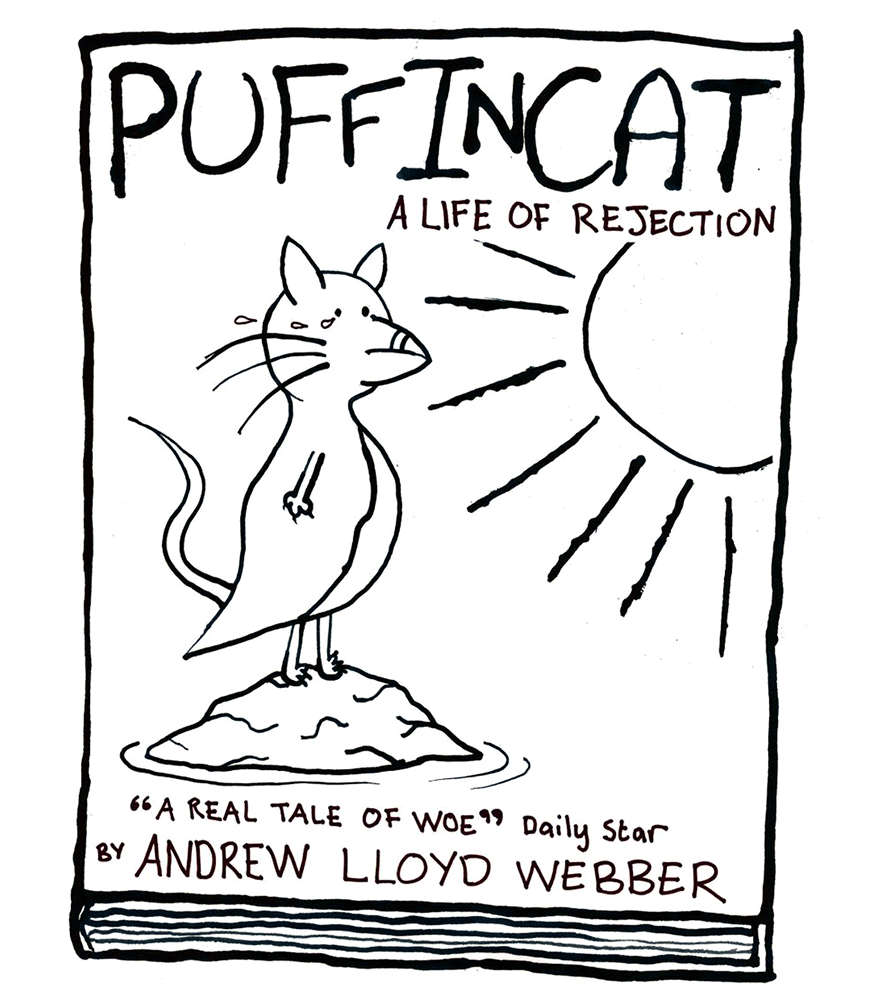 PUFFINCAT
A LIFE OF REJECTION
“A REAL TALE OF WOE” Daily Star
BY ANDREW LLOYD WEBBER